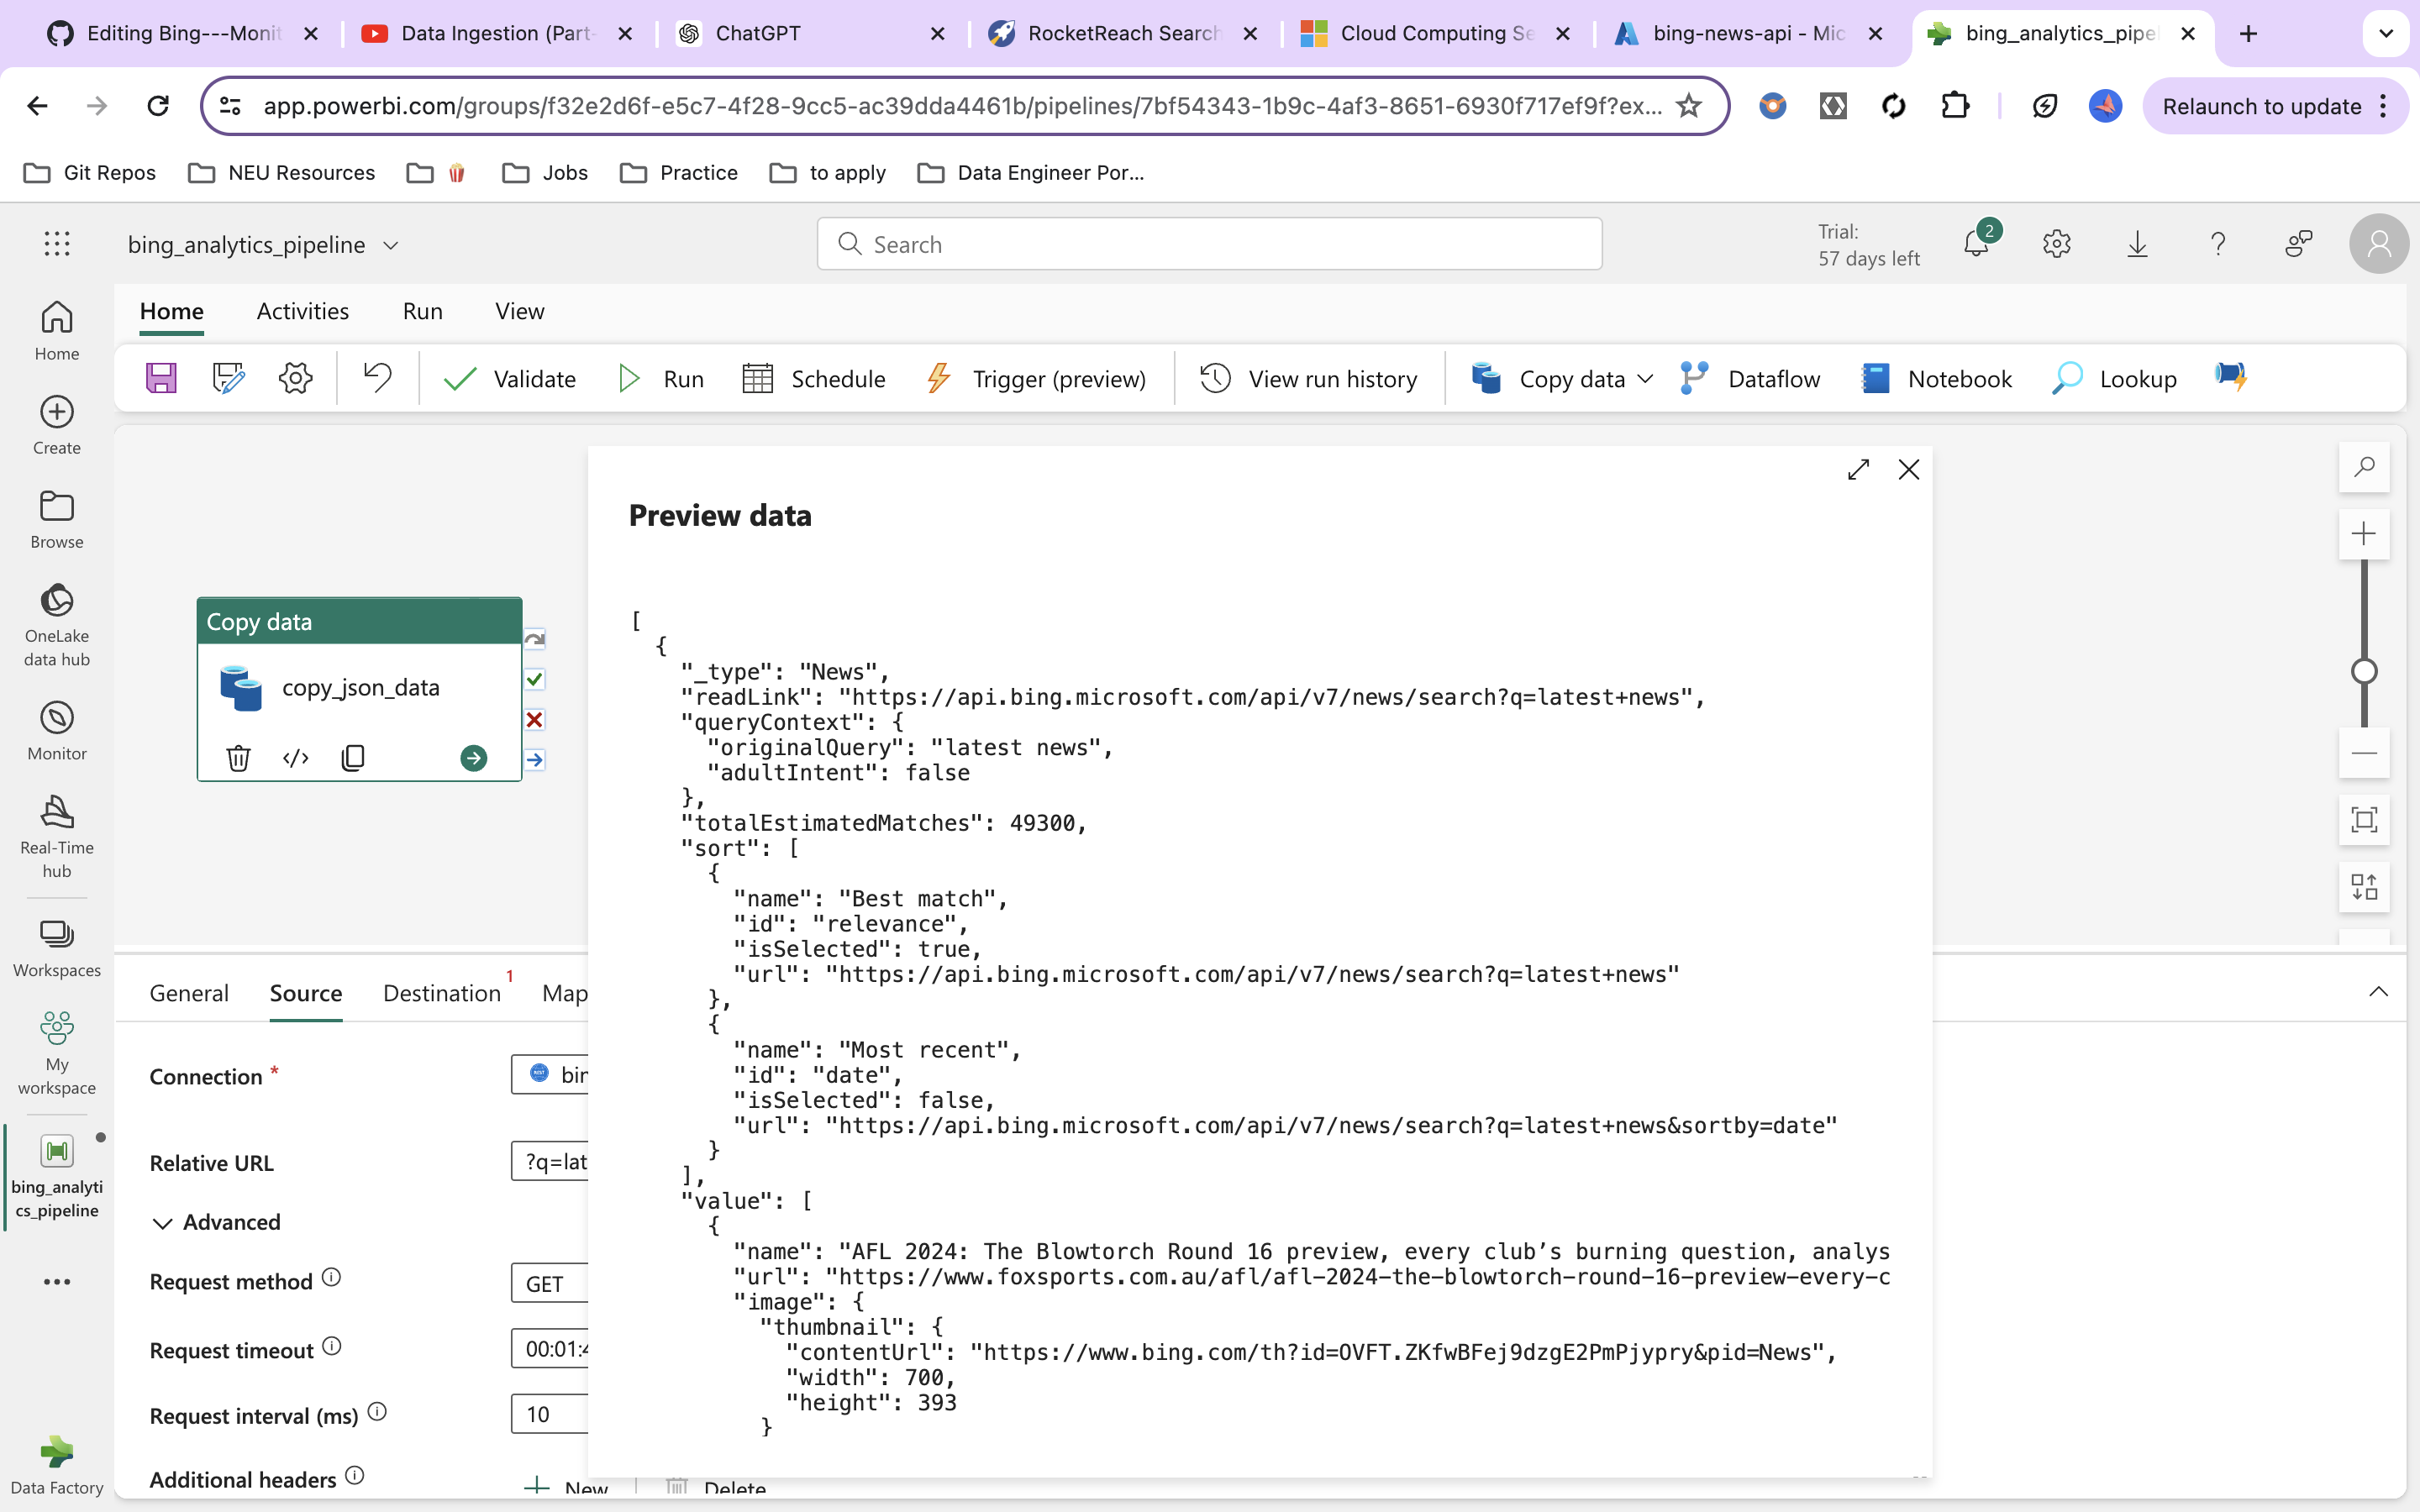 Editing Bing---Monit
Data Ingestion (Part-
ChatGPT
RocketReach Search
Cloud Computing Se
bing-news-api - Mic
bing_analytics_pipel
app.powerbi.com/groups/f32e2d6f-e5c7-4f28-9cc5-ac39dda4461b/pipelines/7bf54343-1b9c-4af3-8651-6930f717ef9f?ex...
Relaunch to update
Git Repos
NEU Resources
Jobs
Practice
to apply
Data Engineer Por...
bing_analytics_pipeline
Search
Trial:
57 days left
2
Home
Activities
Run
View
Validate
Run
Schedule
Trigger (preview)
View run history
Copy data
Dataflow
Notebook
Lookup
Home
Create
Browse
OneLake
data hub
Monitor
Real-Time
hub
Workspaces
My
workspace
bing_analyti
cs_pipeline
Data Factory
Copy data
copy_json_data
Preview data
[
{
"_type": "News",
"readLink": "https://api.bing.microsoft.com/api/v7/news/search?q=latest+news",
"queryContext": {
"originalQuery": "latest news",
"adultIntent": false
},
"totalEstimatedMatches": 49300,
"sort": [
{
"name": "Best match",
"id": "relevance",
"isSelected": true,
"url": "https://api.bing.microsoft.com/api/v7/news/search?q=latest+news"
},
{
"name": "Most recent",
"id": "date",
"isSelected": false,
"url": "https://api.bing.microsoft.com/api/v7/news/search?q=latest+news&sortby=date"
}
],
"value": [
{
"name": "AFL 2024: The Blowtorch Round 16 preview, every club’s burning question, analys
"url": "https://www.foxsports.com.au/afl/afl-2024-the-blowtorch-round-16-preview-every-c
"image": {
"thumbnail": {
"contentUrl": "https://www.bing.com/th?id=OVFT.ZKfwBFej9dzgE2PmPjypry&pid=News",
"width": 700,
"height": 393
}
General
Source
Destination
1
Map
Connection *
bin
Relative URL
?q=lat
Advanced
Request method
GET
Request timeout
00:01:4
Request interval (ms)
10
Additional headers
New
Delete